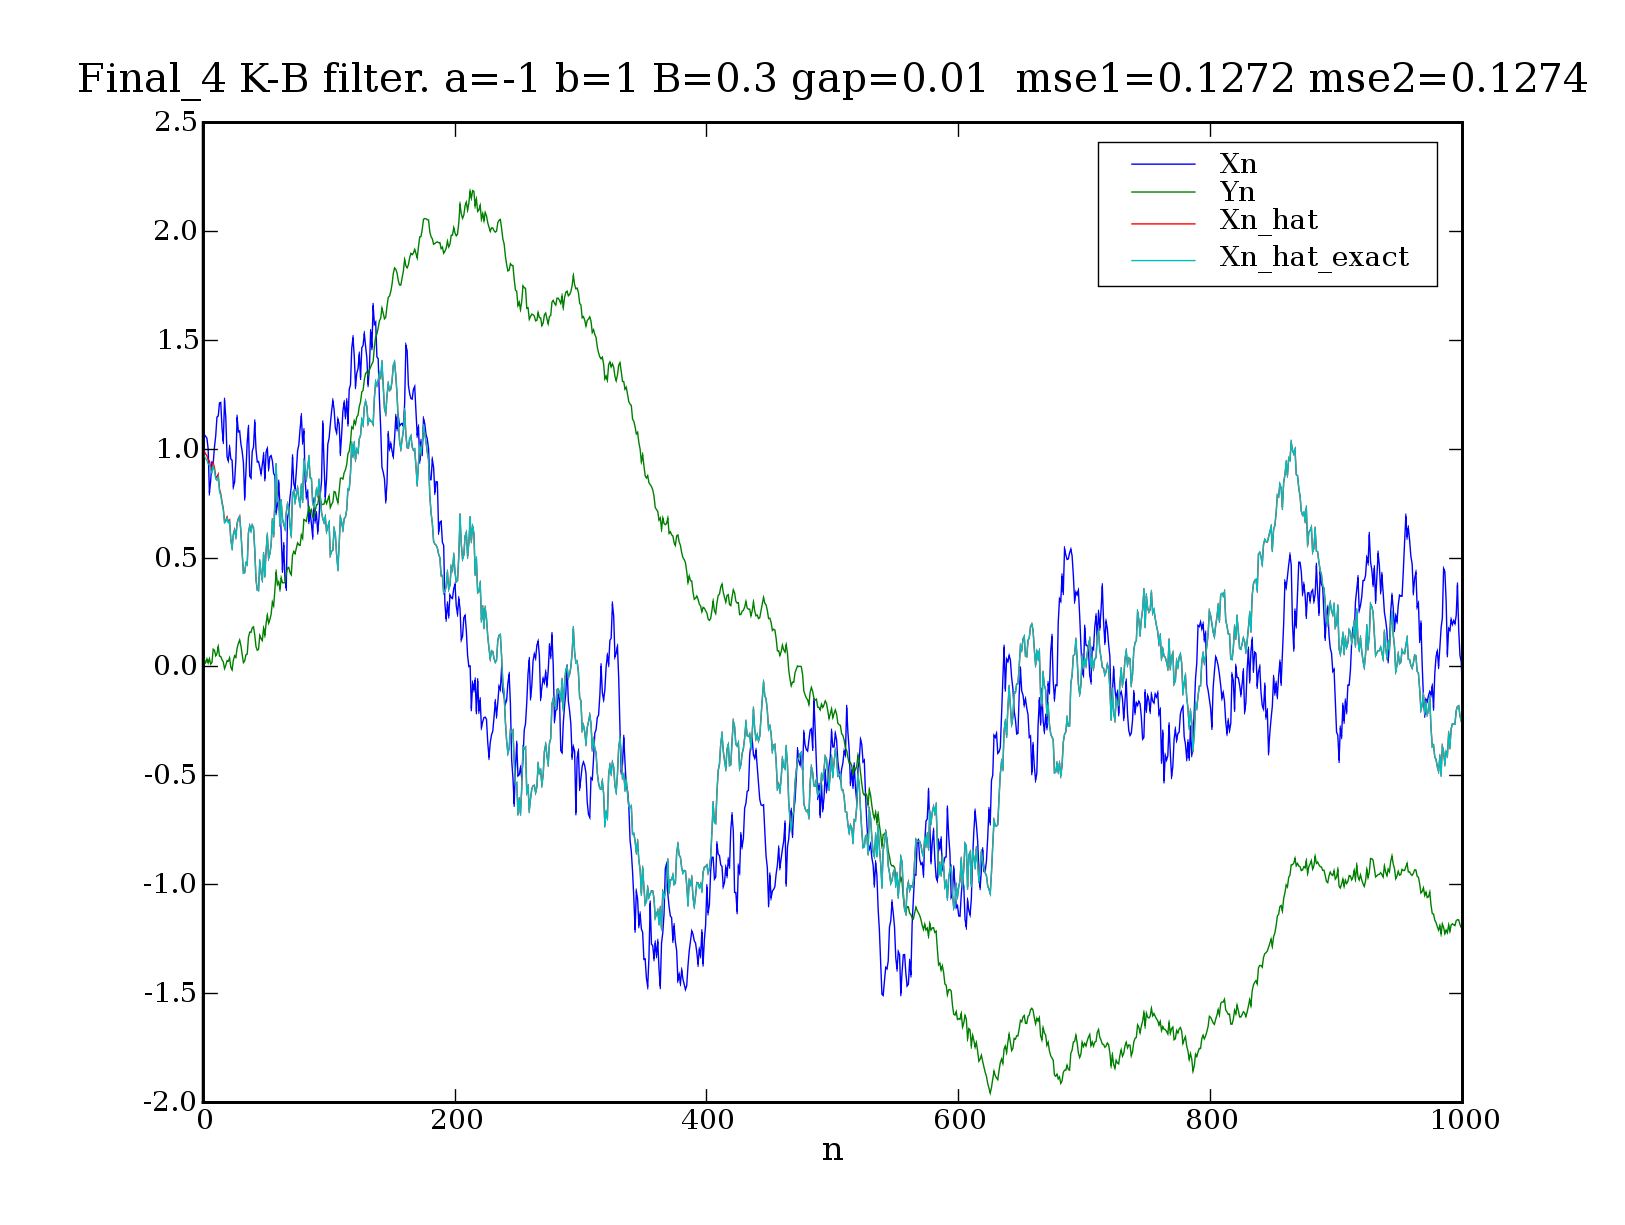 Final_4 K-B filter. a=-1 b=1 B=0.3 gap=0.01  mse1=0.1272 mse2=0.1274
2.5
2.0
1.5
1.0
0.5
0.0
-0.5
-1.0
-1.5
-2.0
Xn
Yn
Xn_hat
Xn_hat_exact
0 200 400 600 800 1000
n